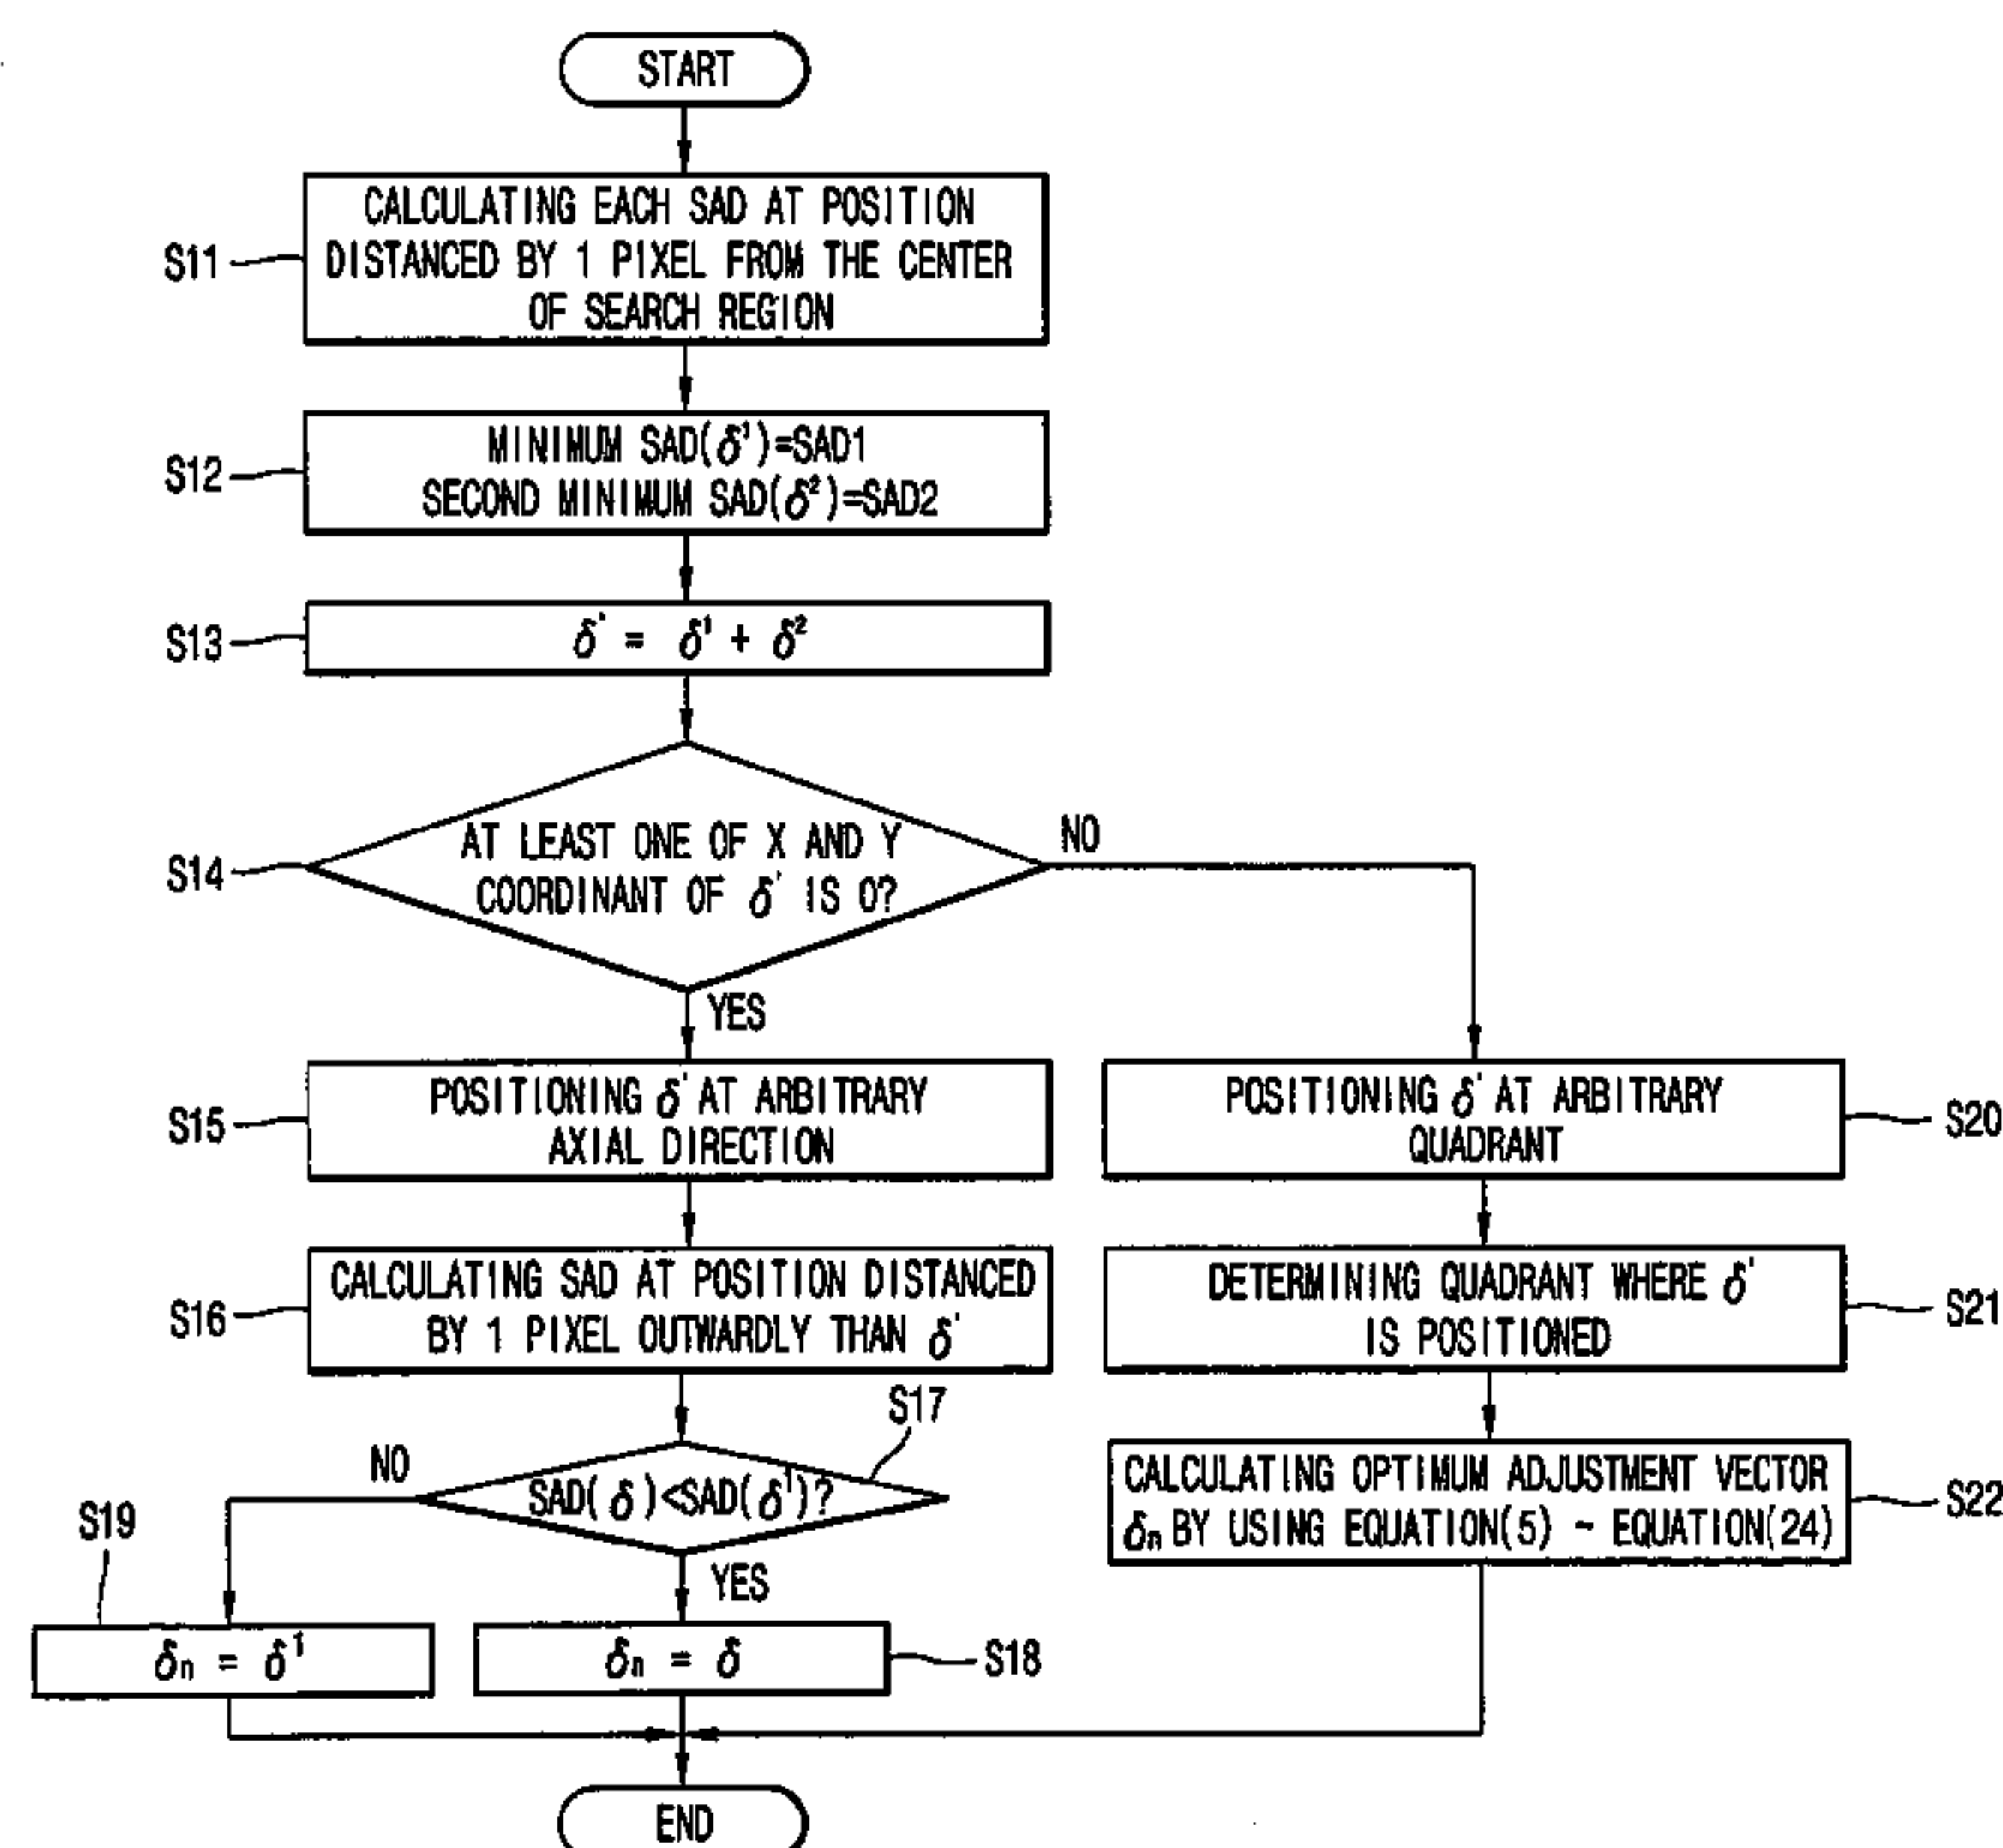 START
S11
CALCULATING EACH SAD AT POSITION
DISTANCED BY 1 PIXEL FROM THE CENTER
OF SEARCH REGION
S12
MINIMUM SAD(δ¹)=SAD1
SECOND MINIMUM SAD(δ²)=SAD2
S13
δ' = δ¹ + δ²
S14
AT LEAST ONE OF X AND Y
COORDINANT OF δ' IS 0?
NO
YES
S15
POSITIONING δ' AT ARBITRARY
AXIAL DIRECTION
POSITIONING δ' AT ARBITRARY
QUADRANT
S20
S16
CALCULATING SAD AT POSITION DISTANCED
BY 1 PIXEL OUTWARDLY THAN δ'
DETERMINING QUADRANT WHERE δ'
IS POSITIONED
S21
S17
NO
SAD(δ)<SAD(δ¹)?
YES
CALCULATING OPTIMUM ADJUSTMENT VECTOR
δn BY USING EQUATION(5) ~ EQUATION(24)
S22
S19
δn = δ¹
δn = δ
S18
END